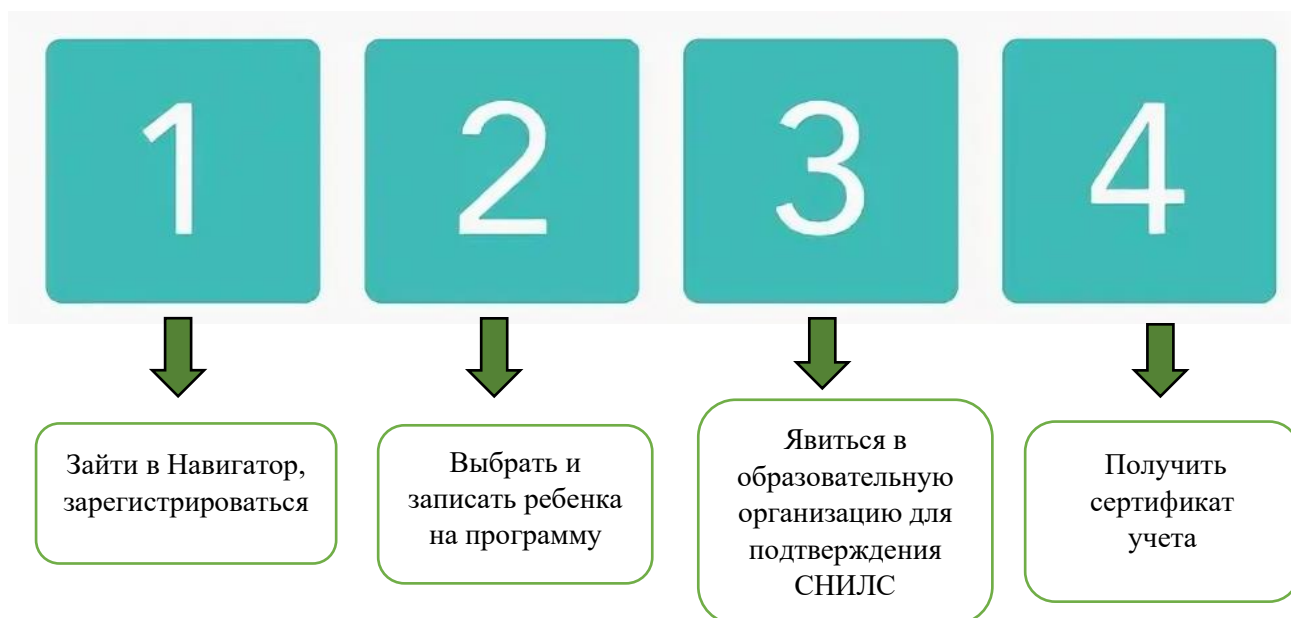 1
2
3
4
Зайти в Навигатор,
зарегистрироваться
Выбрать и
записать ребенка
на программу
Явиться в
образовательную
организацию для
подтверждения
СНИЛС
Получить
сертификат
учета